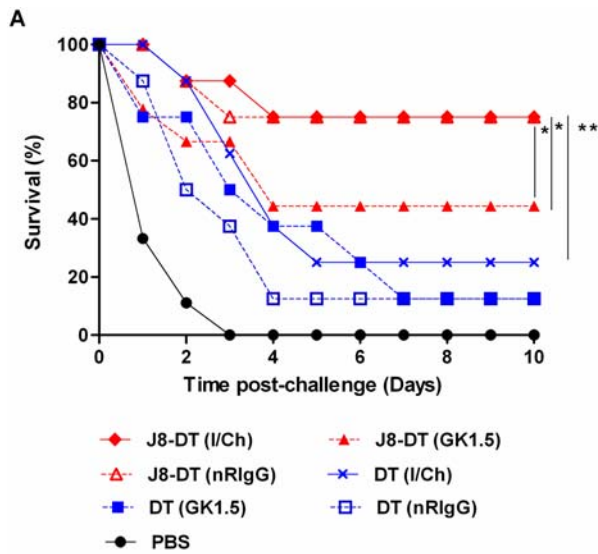 A
100
80
60
40
20
0
Survival (%)
* * **
0 2 4 6 8 10
Time post-challenge (Days)
J8-DT (I/Ch) J8-DT (GK1.5)
J8-DT (nRIgG) DT (I/Ch)
DT (GK1.5) DT (nRIgG)
PBS